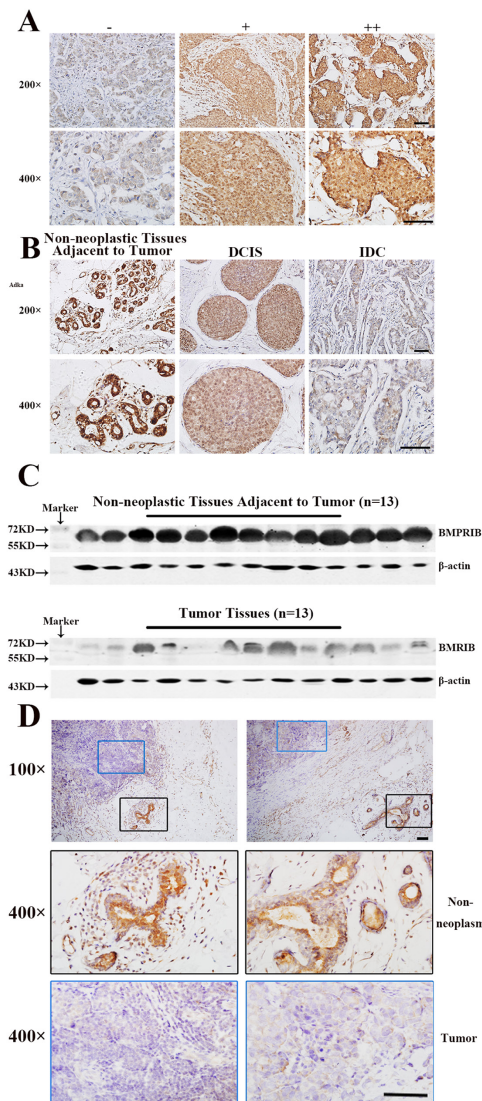 A
- + ++
200×
400×
B
Non-neoplastic Tissues
Adjacent to Tumor DCIS IDC
Adka
200×
400×
C
Marker
Non-neoplastic Tissues Adjacent to Tumor (n=13)
72KD→ BMPRIB
55KD→
43KD→ β-actin
Marker
Tumor Tissues (n=13)
72KD→ BMRIB
55KD→
43KD→ β-actin
D
100×
400× Non-
neoplasm
400× Tumor